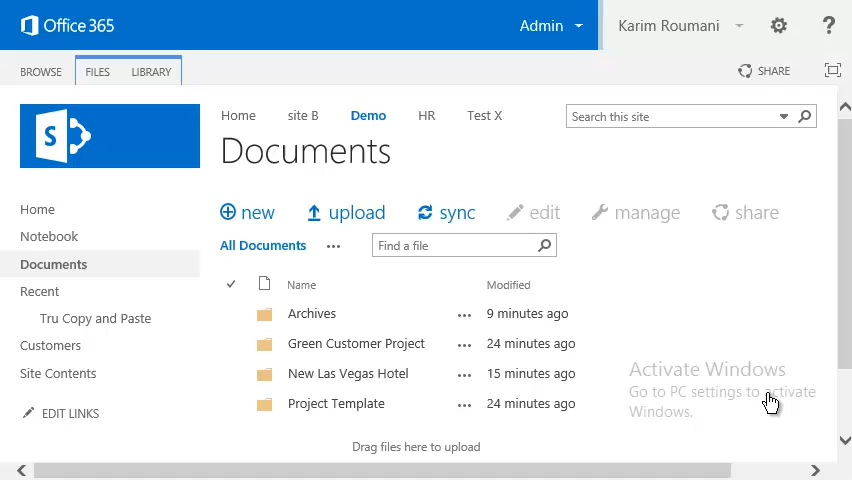 Office 365 Admin Karim Roumani ?
BROWSE FILES LIBRARY SHARE
S Home site B Demo HR Test X Search this site
Documents
Home
Notebook
Documents
Recent
Tru Copy and Paste
Customers
Site Contents
EDIT LINKS
new upload sync edit manage share
All Documents ••• Find a file
Name Modified
Archives ••• 9 minutes ago
Green Customer Project ••• 24 minutes ago
New Las Vegas Hotel ••• 15 minutes ago
Project Template ••• 24 minutes ago
Drag files here to upload
Activate Windows
Go to PC settings to activate
Windows.